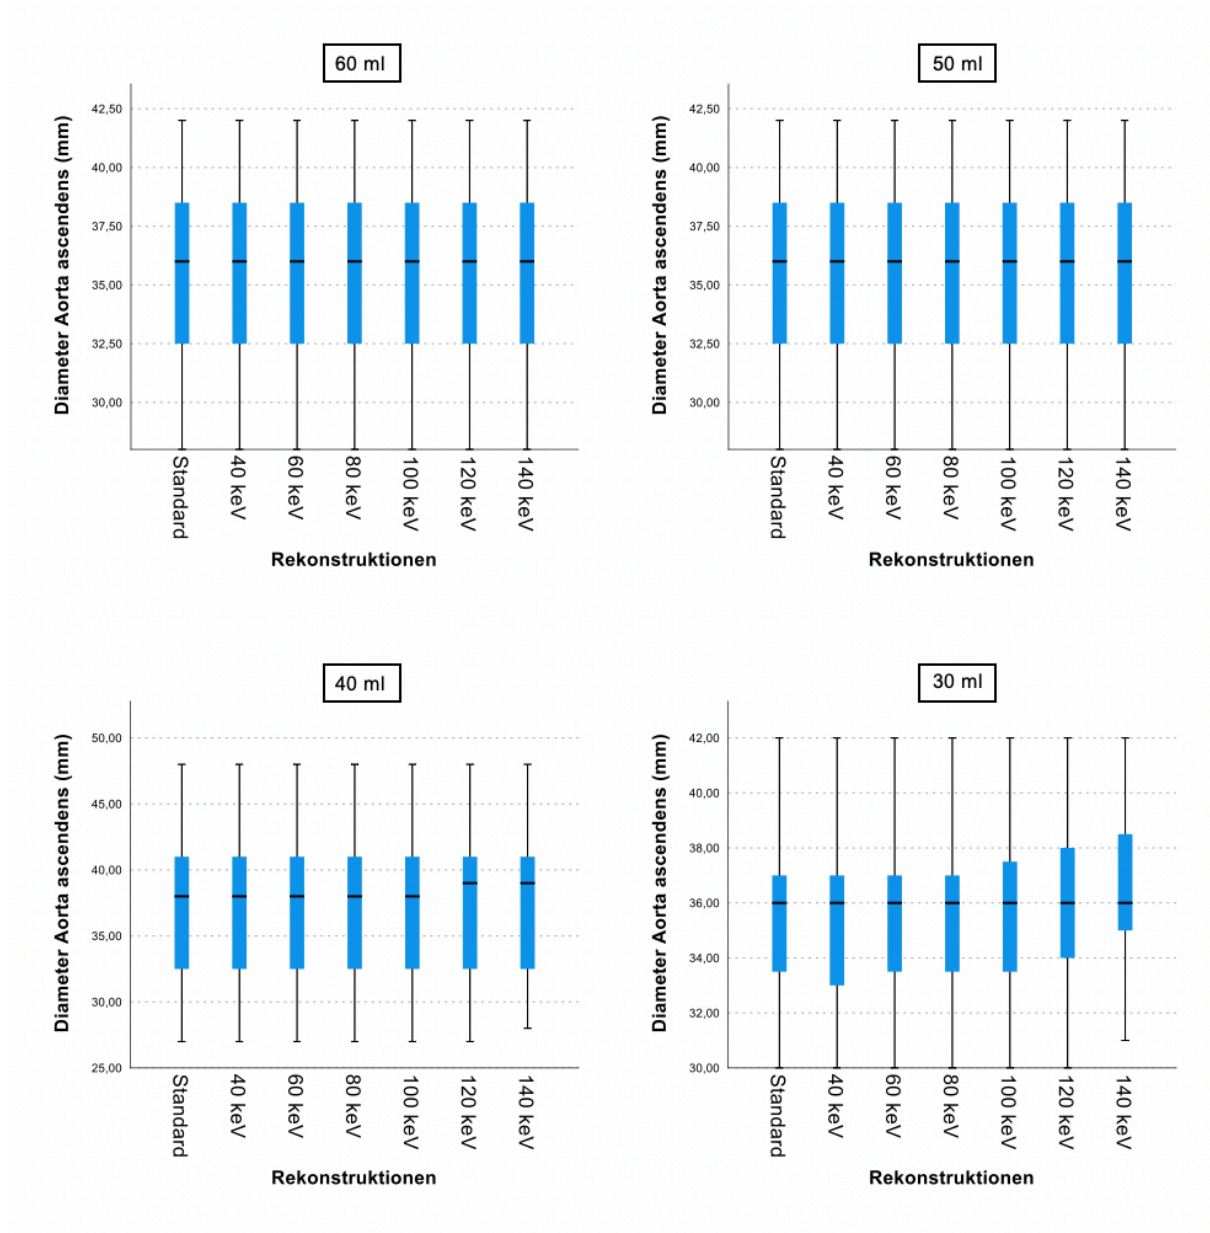 60 ml
Diameter Aorta ascendens (mm)
42,50
40,00
37,50
35,00
32,50
30,00
Standard
40 keV
60 keV
80 keV
100 keV
120 keV
140 keV
Rekonstruktionen
50 ml
Diameter Aorta ascendens (mm)
42,50
40,00
37,50
35,00
32,50
30,00
Standard
40 keV
60 keV
80 keV
100 keV
120 keV
140 keV
Rekonstruktionen
40 ml
Diameter Aorta ascendens (mm)
50,00
45,00
40,00
35,00
30,00
25,00
Standard
40 keV
60 keV
80 keV
100 keV
120 keV
140 keV
Rekonstruktionen
30 ml
Diameter Aorta ascendens (mm)
42,00
40,00
38,00
36,00
34,00
32,00
30,00
Standard
40 keV
60 keV
80 keV
100 keV
120 keV
140 keV
Rekonstruktionen